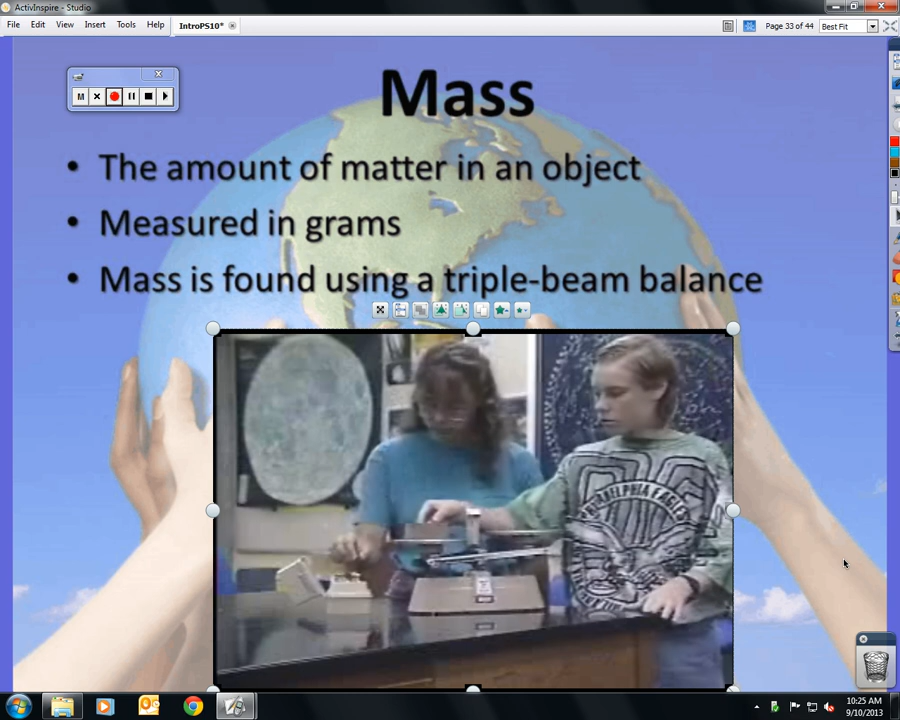 ActivInspire - Studio
File Edit View Insert Tools Help
IntroPS10*
Page 33 of 44
Best Fit
M
Mass
• The amount of matter in an object
• Measured in grams
• Mass is found using a triple-beam balance
PHILADELPHIA EAGLES
10:25 AM
9/10/2013